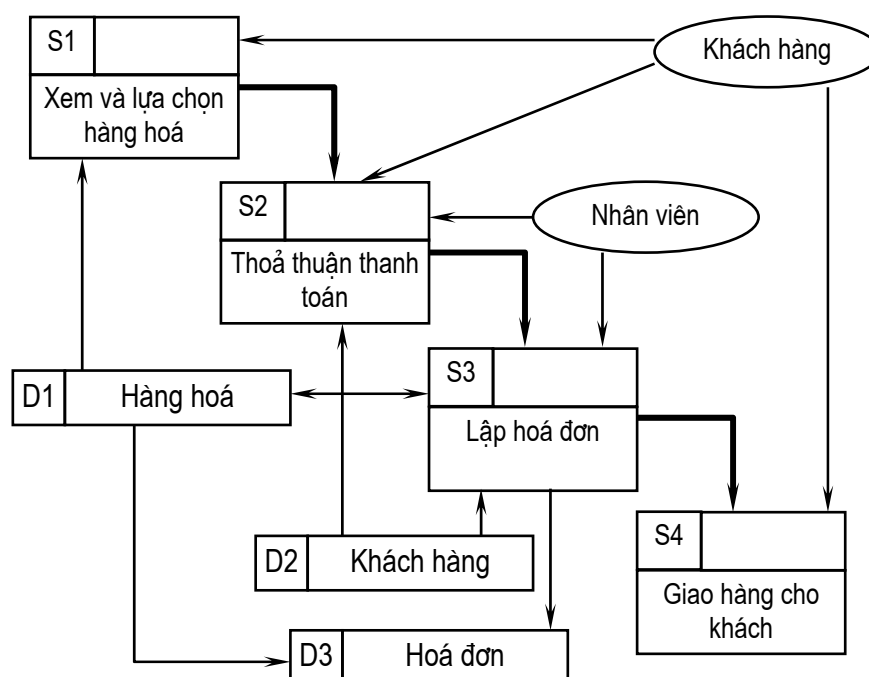 S1
Khách hàng
Xem và lựa chọn
hàng hoá
S2
Nhân viên
Thoả thuận thanh
toán
S3
D1 Hàng hoá
Lập hoá đơn
S4
D2 Khách hàng
Giao hàng cho
khách
D3 Hoá đơn